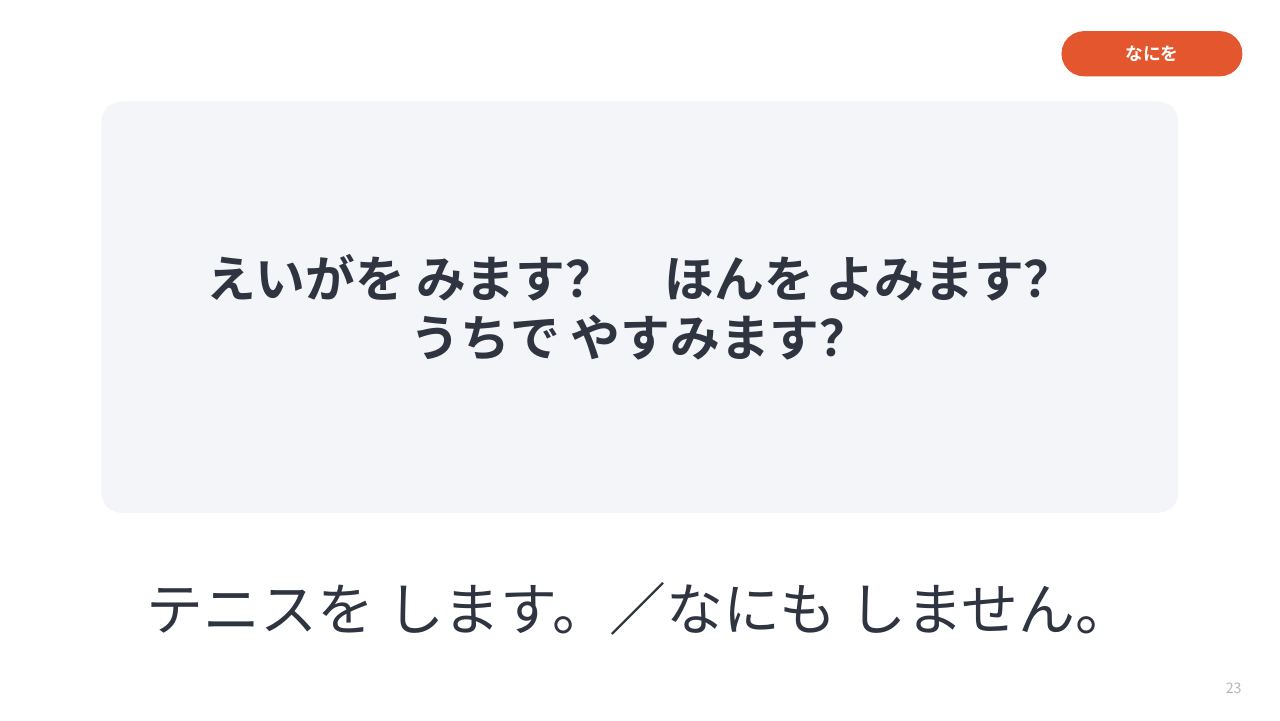 なにを
えいがを みます?　ほんを よみます?
うちで やすみます?
テニスを します。／なにも しません。
23